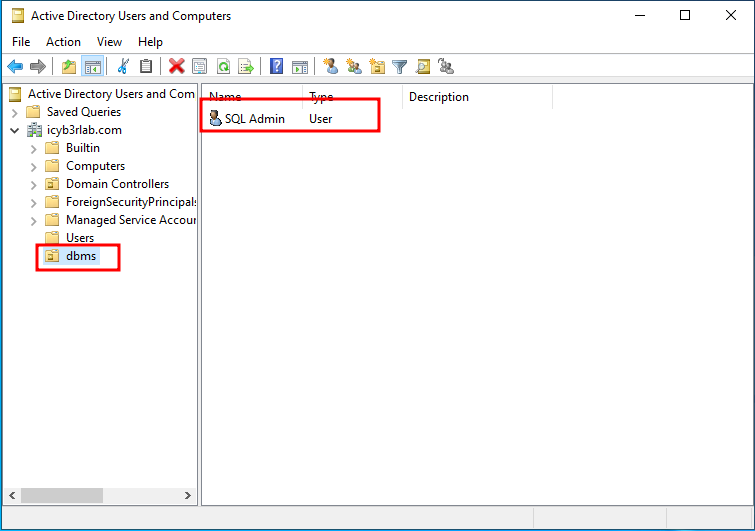 Active Directory Users and Computers
File Action View Help
Active Directory Users and Com
Saved Queries
icyb3rlab.com
Builtin
Computers
Domain Controllers
ForeignSecurityPrincipals
Managed Service Accour
Users
dbms
Name Type Description
SQL Admin User